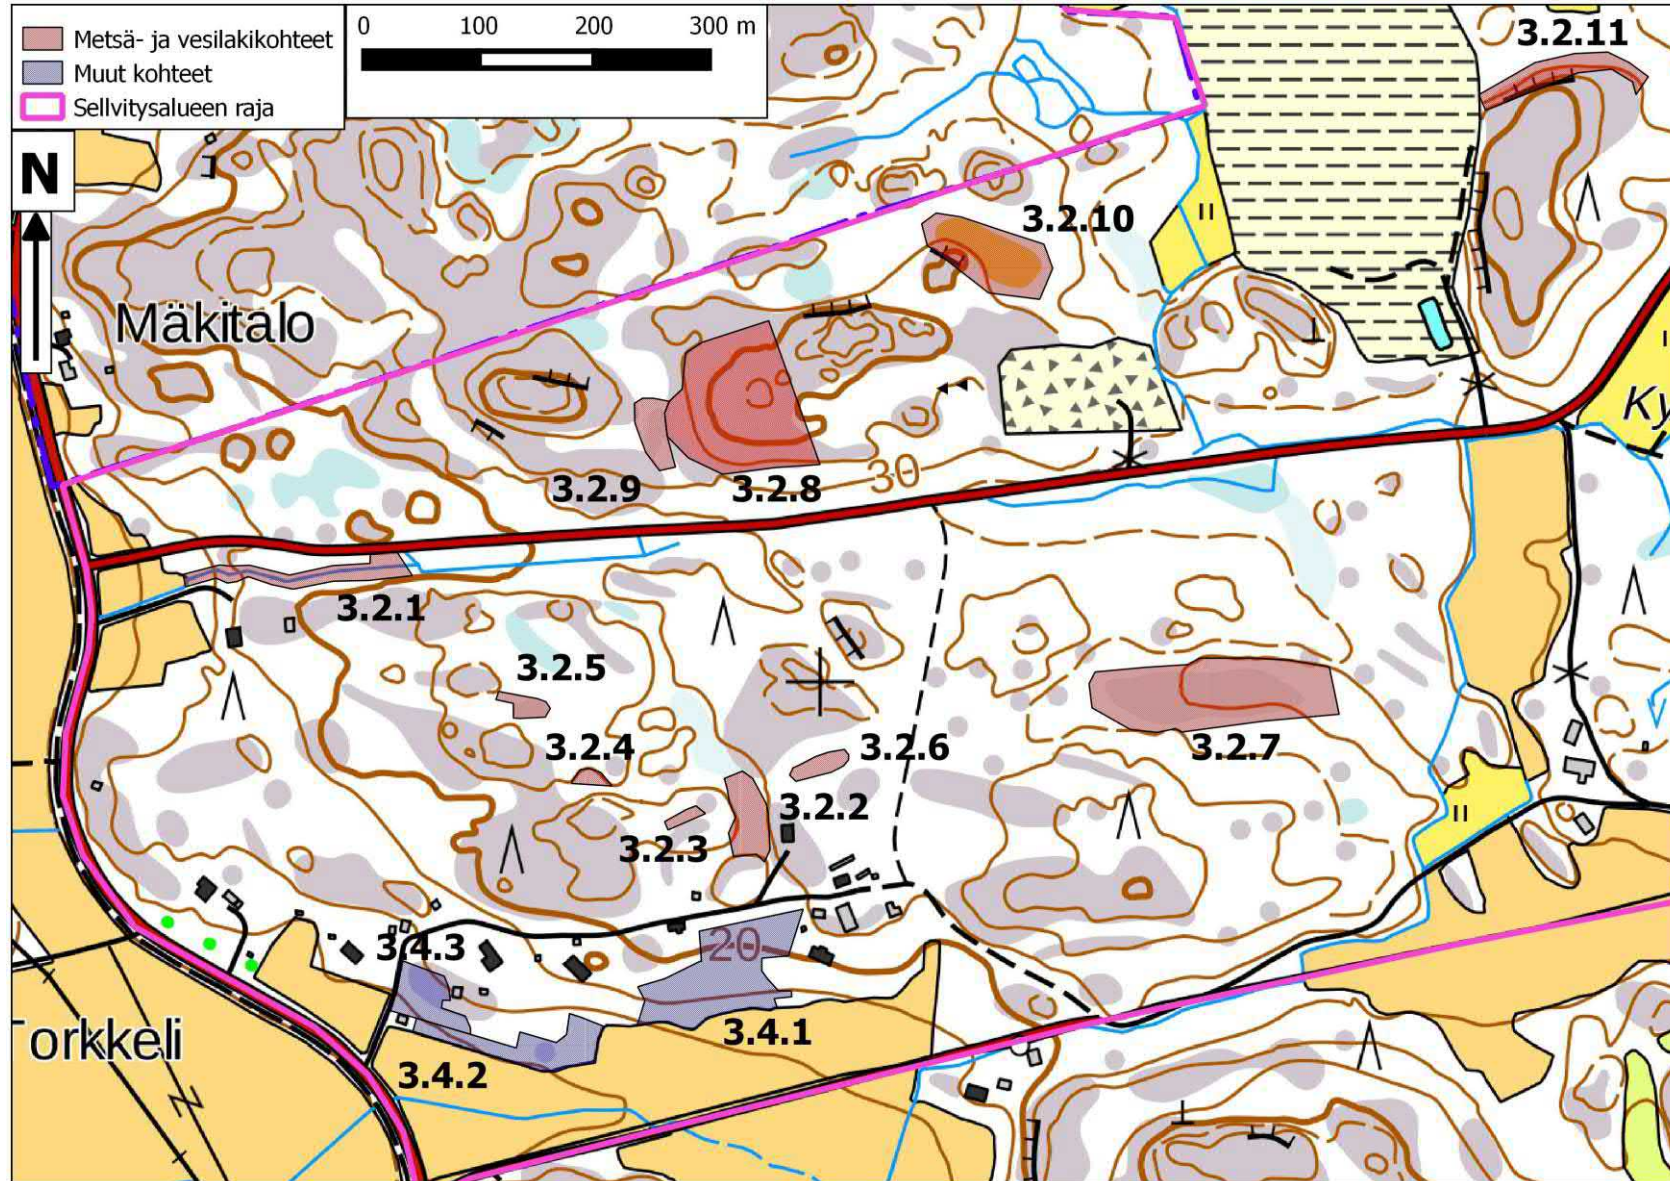 Metsä- ja vesilakikohteet
Muut kohteet
Sellvitysalueen raja
0 100 200 300 m
N
3.2.11
3.2.10
II
Mäkitalo
Ky
3.2.9
3.2.8
30
3.2.1
3.2.5
3.2.4
3.2.6
3.2.7
3.2.2
3.2.3
II
3.4.3
20
3.4.1
Torkkeli
3.4.2